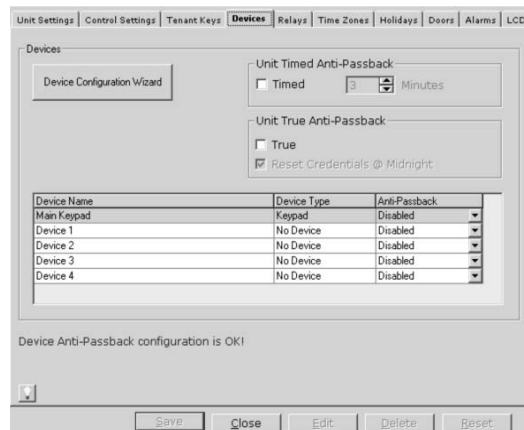 Unit Settings Control Settings Tenant Keys Devices Relays Time Zones Holidays Doors Alarms LCD
Devices
Device Configuration Wizard
Unit Timed Anti-Passback
Timed 3 Minutes
Unit True Anti-Passback
True
Reset Credentials @ Midnight
Device Name Device Type Anti-Passback
Main Keypad Keypad Disabled
Device 1 No Device Disabled
Device 2 No Device Disabled
Device 3 No Device Disabled
Device 4 No Device Disabled
Device Anti-Passback configuration is OK!
Save Close Edit Delete Reset